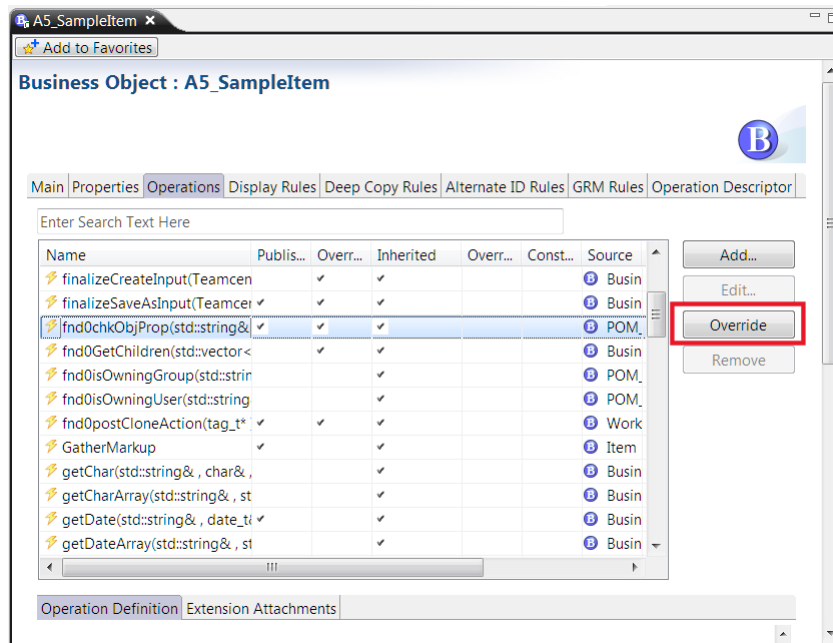 A5_SampleItem
Add to Favorites
Business Object : A5_SampleItem
B
Main Properties Operations Display Rules Deep Copy Rules Alternate ID Rules GRM Rules Operation Descriptor
Enter Search Text Here
Name Publis... Overr... Inherited Overr... Const... Source Add...
finalizeCreateInput(Teamcen Busin
finalizeSaveAsInput(Teamcer Busin Edit...
fnd0chkObjProp(std::string& POM_ Override
fnd0GetChildren(std::vector< Busin
fnd0isOwningGroup(std::strin POM_ Remove
fnd0isOwningUser(std::string POM_
fnd0postCloneAction(tag_t* Work
GatherMarkup Item
getChar(std::string& , char& , Busin
getCharArray(std::string& , st Busin
getDate(std::string& , date_t& Busin
getDateArray(std::string& , st Busin
Operation Definition Extension Attachments